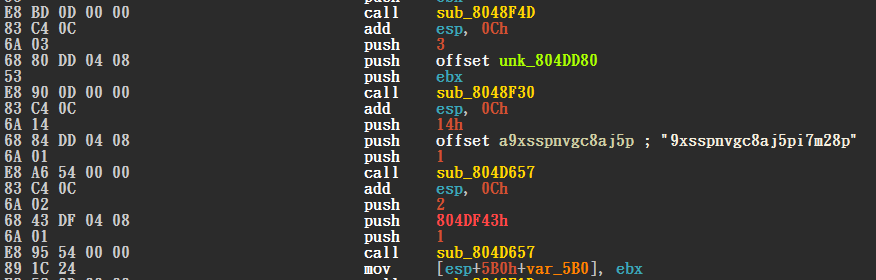 E8 BD 0D 00 00 call sub_8048F4D
83 C4 0C add esp, 0Ch
6A 03 push 3
68 80 DD 04 08 push offset unk_804DD80
53 push ebx
E8 90 0D 00 00 call sub_8048F30
83 C4 0C add esp, 0Ch
6A 14 push 14h
68 84 DD 04 08 push offset a9xsspnvgc8aj5p ; "9xsspnvgc8aj5pi7m28p"
6A 01 push 1
E8 A6 54 00 00 call sub_804D657
83 C4 0C add esp, 0Ch
6A 02 push 2
68 43 DF 04 08 push 804DF43h
6A 01 push 1
E8 95 54 00 00 call sub_804D657
89 1C 24 mov [esp+5B0h+var_5B0], ebx